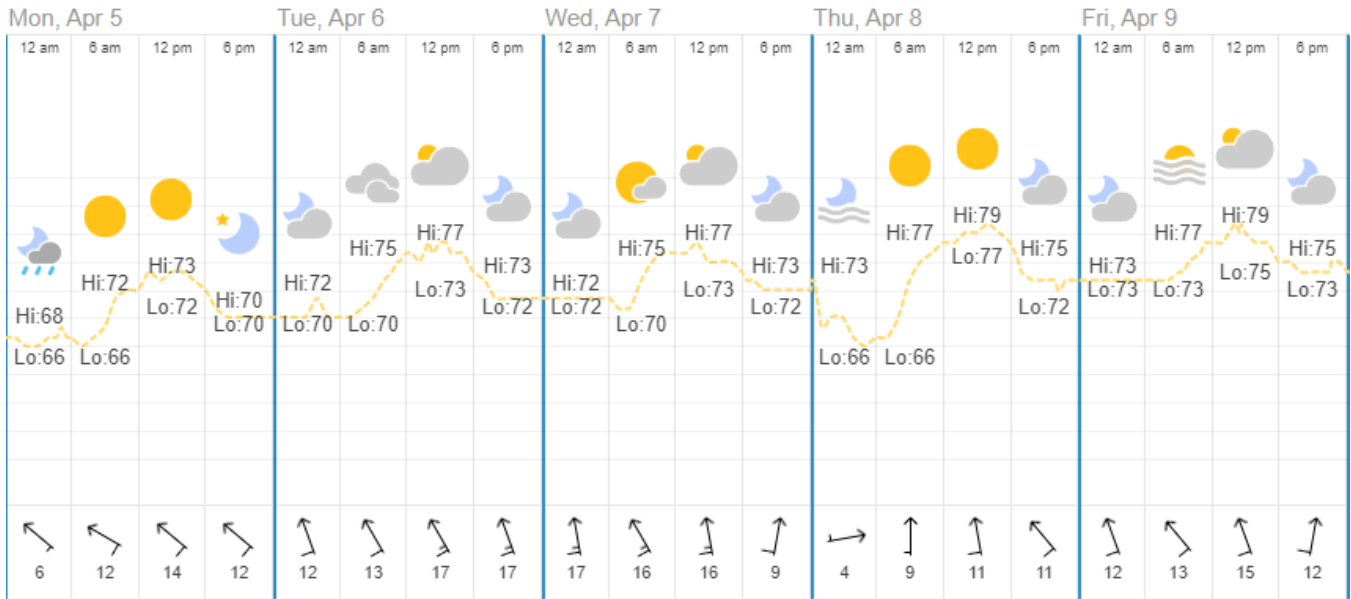 Mon, Apr 5 Tue, Apr 6 Wed, Apr 7 Thu, Apr 8 Fri, Apr 9
12 am 6 am 12 pm 6 pm 12 am 6 am 12 pm 6 pm 12 am 6 am 12 pm 6 pm 12 am 6 am 12 pm 6 pm 12 am 6 am 12 pm 6 pm
Hi:68 Hi:72 Hi:73 Hi:70 Hi:72 Hi:75 Hi:77 Hi:73 Hi:72 Hi:75 Hi:77 Hi:73 Hi:73 Hi:77 Hi:79 Hi:75 Hi:73 Hi:77 Hi:79 Hi:75
Lo:66 Lo:66 Lo:72 Lo:70 Lo:70 Lo:70 Lo:73 Lo:72 Lo:72 Lo:70 Lo:73 Lo:72 Lo:66 Lo:66 Lo:77 Lo:72 Lo:73 Lo:73 Lo:75 Lo:73
6 12 14 12 12 13 17 17 17 16 16 9 4 9 11 11 12 13 15 12